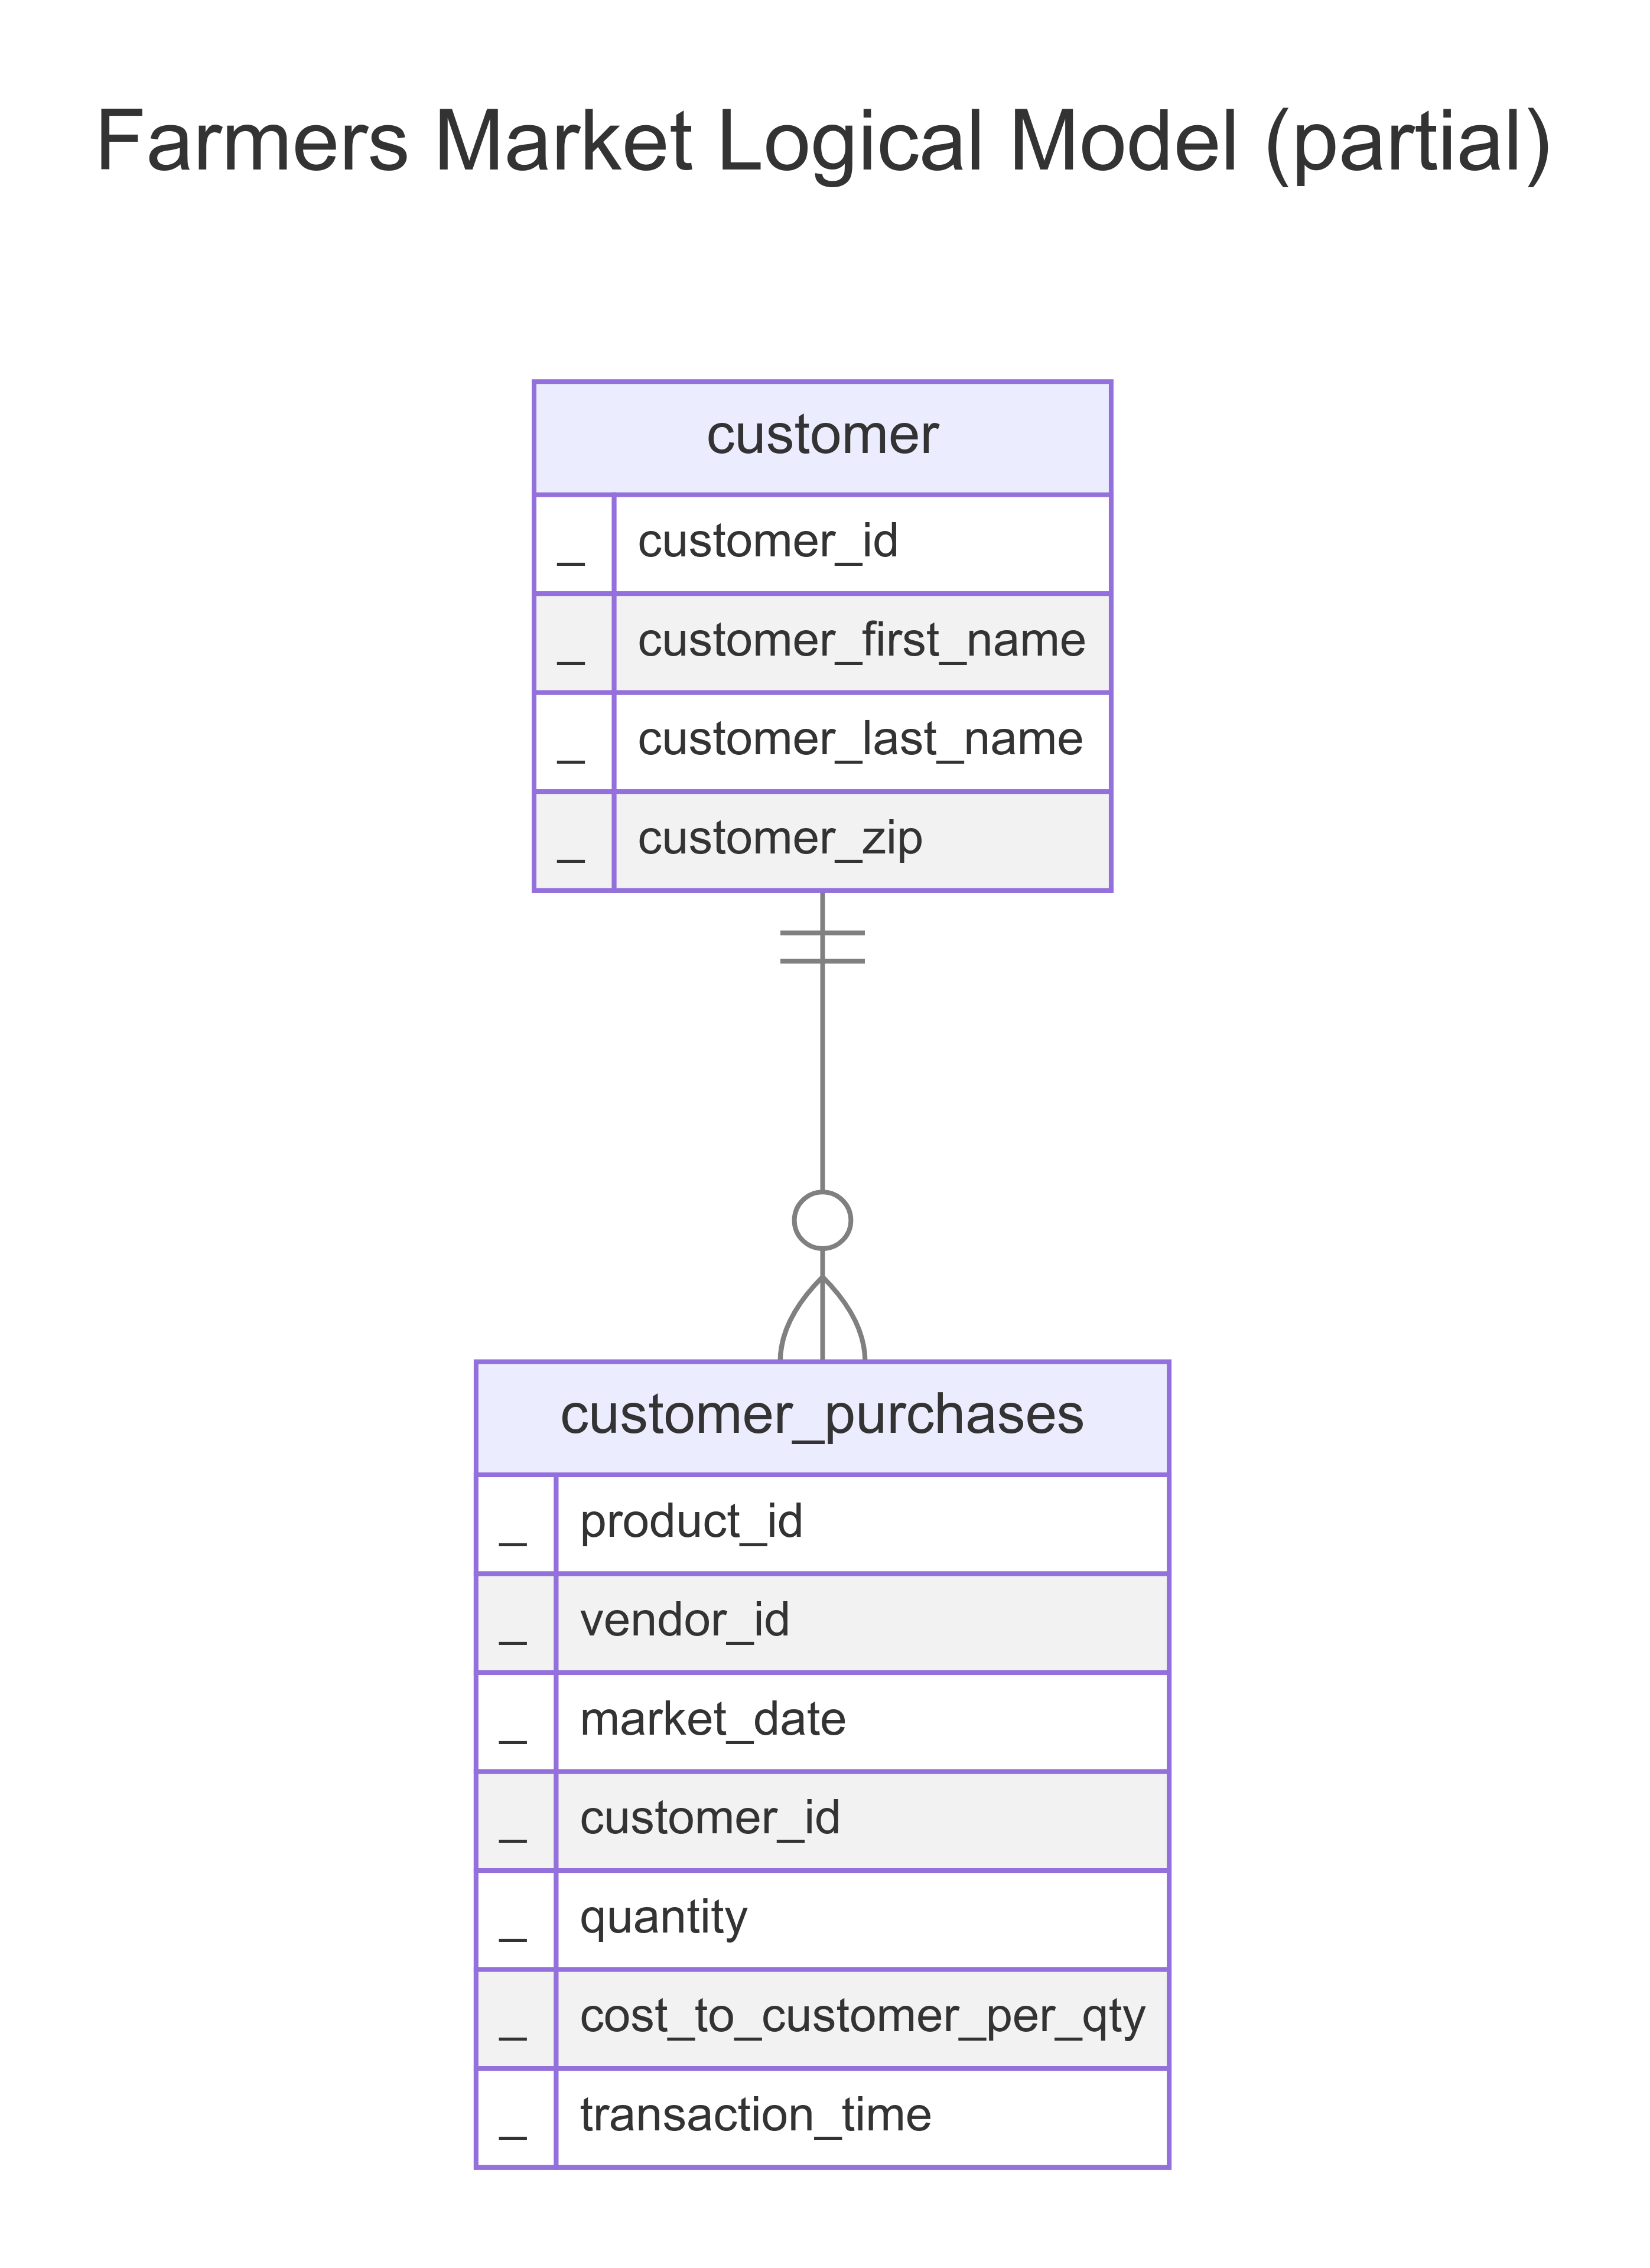 Farmers Market Logical Model (partial)
customer
_ customer_id
_ customer_first_name
_ customer_last_name
_ customer_zip
customer_purchases
_ product_id
_ vendor_id
_ market_date
_ customer_id
_ quantity
_ cost_to_customer_per_qty
_ transaction_time